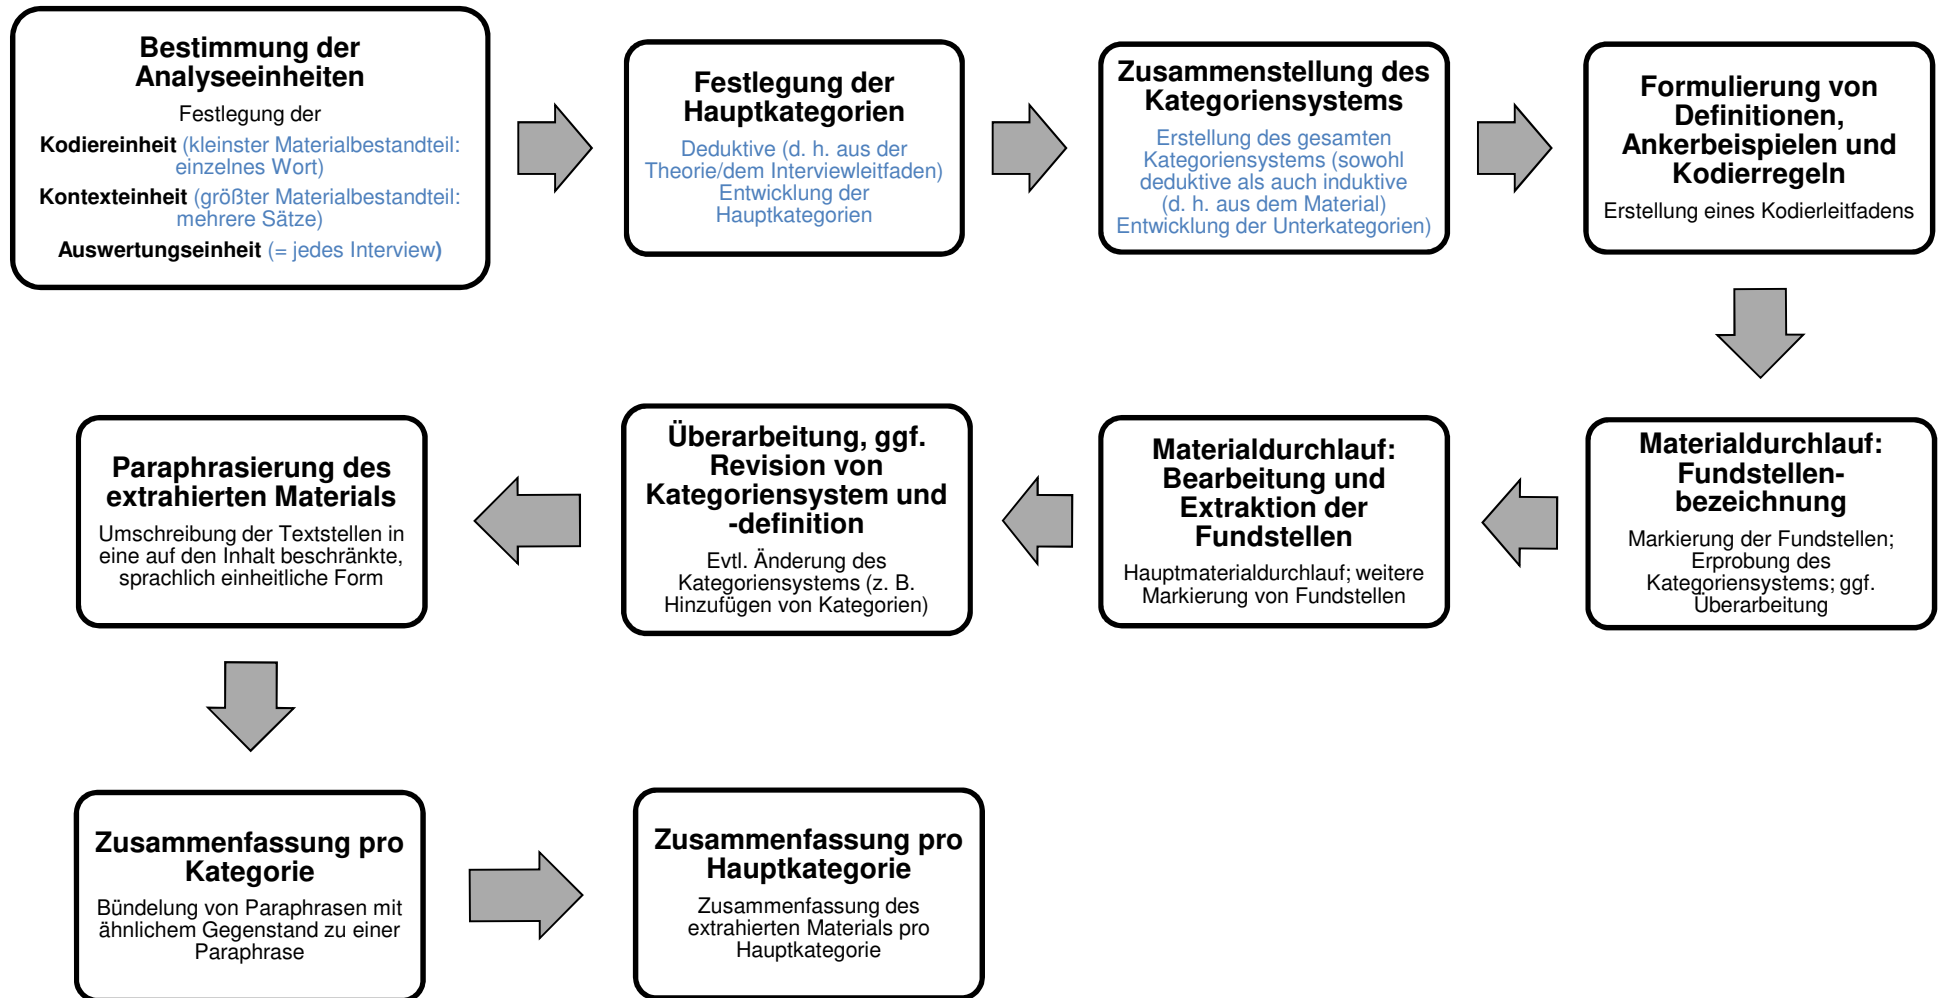 Bestimmung der
Analyseeinheiten
Festlegung der
Kodiereinheit (kleinster Materialbestandteil:
einzelnes Wort)
Kontexteinheit (größter Materialbestandteil:
mehrere Sätze)
Auswertungseinheit (= jedes Interview)
Festlegung der
Hauptkategorien
Deduktive (d. h. aus der
Theorie/dem Interviewleitfaden)
Entwicklung der
Hauptkategorien
Zusammenstellung des
Kategoriensystems
Erstellung des gesamten
Kategoriensystems (sowohl
deduktive als auch induktive
(d. h. aus dem Material)
Entwicklung der Unterkategorien)
Formulierung von
Definitionen,
Ankerbeispielen und
Kodierregeln
Erstellung eines Kodierleitfadens
Materialdurchlauf:
Fundstellen-
bezeichnung
Markierung der Fundstellen;
Erprobung des
Kategoriensystems; ggf.
Überarbeitung
Materialdurchlauf:
Bearbeitung und
Extraktion der
Fundstellen
Hauptmaterialdurchlauf; weitere
Markierung von Fundstellen
Überarbeitung, ggf.
Revision von
Kategoriensystem und
-definition
Evtl. Änderung des
Kategoriensystems (z. B.
Hinzufügen von Kategorien)
Paraphrasierung des
extrahierten Materials
Umschreibung der Textstellen in
eine auf den Inhalt beschränkte,
sprachlich einheitliche Form
Zusammenfassung pro
Kategorie
Bündelung von Paraphrasen mit
ähnlichem Gegenstand zu einer
Paraphrase
Zusammenfassung pro
Hauptkategorie
Zusammenfassung des
extrahierten Materials pro
Hauptkategorie